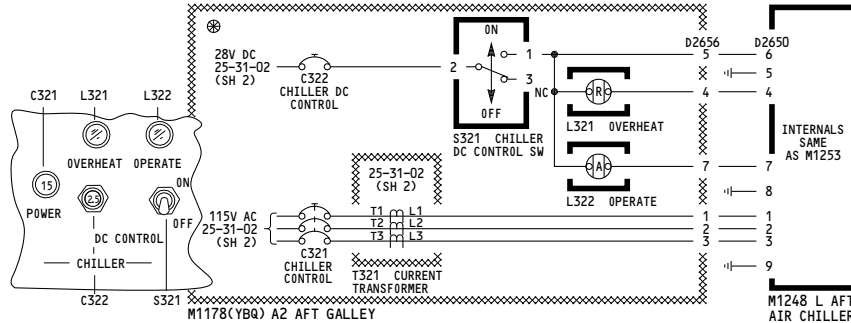 C321
L321
L322
OVERHEAT OPERATE
15
POWER
2.5
ON
OFF
DC CONTROL
CHILLER
C322
S321
28V DC
25-31-02
(SH 2)
C322
CHILLER DC
CONTROL
ON
2
1
3
OFF
NC
S321 CHILLER
DC CONTROL SW
R
L321 OVERHEAT
A
L322 OPERATE
25-31-02
(SH 2)
115V AC
25-31-02
(SH 2)
C321
CHILLER
CONTROL
T1 L1
T2 L2
T3 L3
T321 CURRENT
TRANSFORMER
M1178(YBQ) A2 AFT GALLEY
D2656
5
4
7
1
2
3
D2650
6
5
4
7
8
1
2
3
9
INTERNALS
SAME
AS M1253
M1248 L AFT
AIR CHILLER